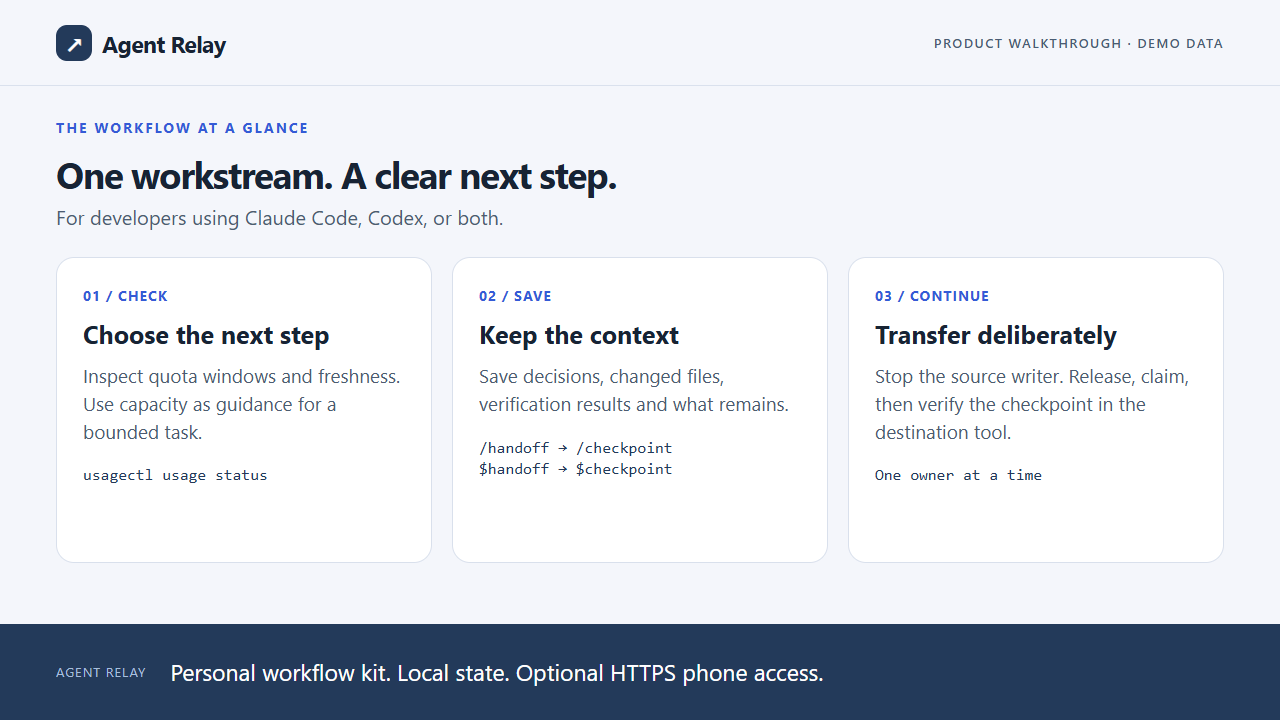 ↗ Agent Relay
PRODUCT WALKTHROUGH · DEMO DATA
THE WORKFLOW AT A GLANCE
One workstream. A clear next step.
For developers using Claude Code, Codex, or both.
01 / CHECK
Choose the next step
Inspect quota windows and freshness.
Use capacity as guidance for a
bounded task.
usagectl usage status
02 / SAVE
Keep the context
Save decisions, changed files,
verification results and what remains.
/handoff → /checkpoint
$handoff → $checkpoint
03 / CONTINUE
Transfer deliberately
Stop the source writer. Release, claim,
then verify the checkpoint in the
destination tool.
One owner at a time
AGENT RELAY
Personal workflow kit. Local state. Optional HTTPS phone access.